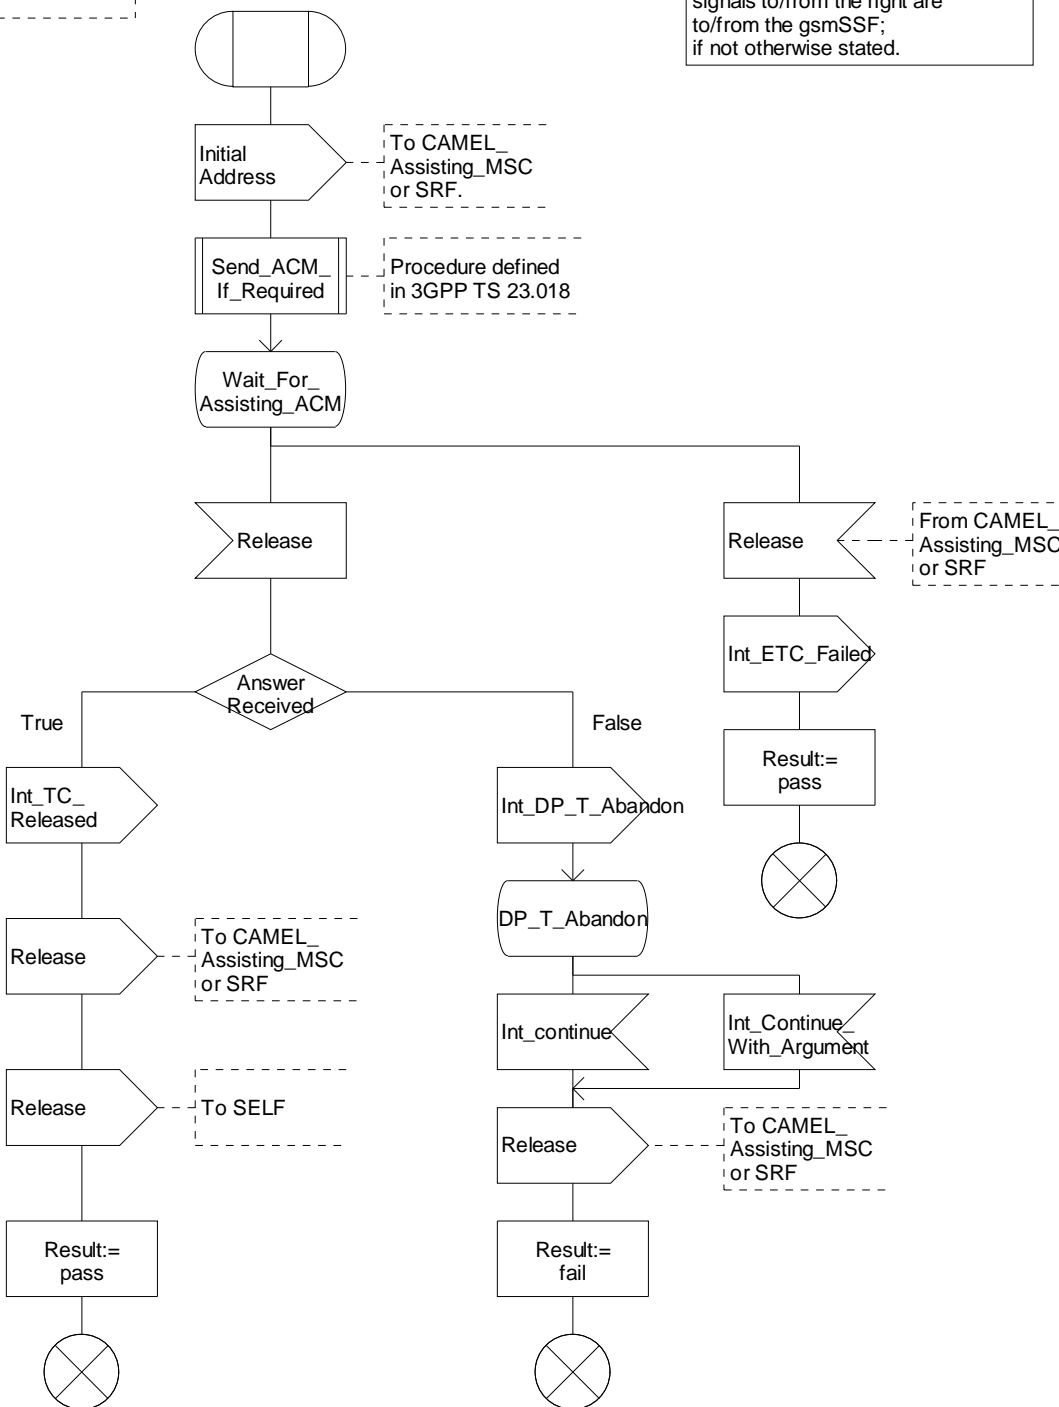 signals to/from the right are
to/from the gsmSSF;
if not otherwise stated.
Initial
Address
To CAMEL_
Assisting_MSC
or SRF.
Send_ACM_
If_Required
Procedure defined
in 3GPP TS 23.018
Wait_For_
Assisting_ACM
Release
Release
From CAMEL_
Assisting_MSC
or SRF
Int_ETC_Failed
Answer
Received
True
False
Result:=
pass
Int_TC_
Released
Int_DP_T_Abandon
DP_T_Abandon
Release
To CAMEL_
Assisting_MSC
or SRF
Int_continue
Int_Continue_
With_Argument
Release
To SELF
Release
To CAMEL_
Assisting_MSC
or SRF
Result:=
pass
Result:=
fail